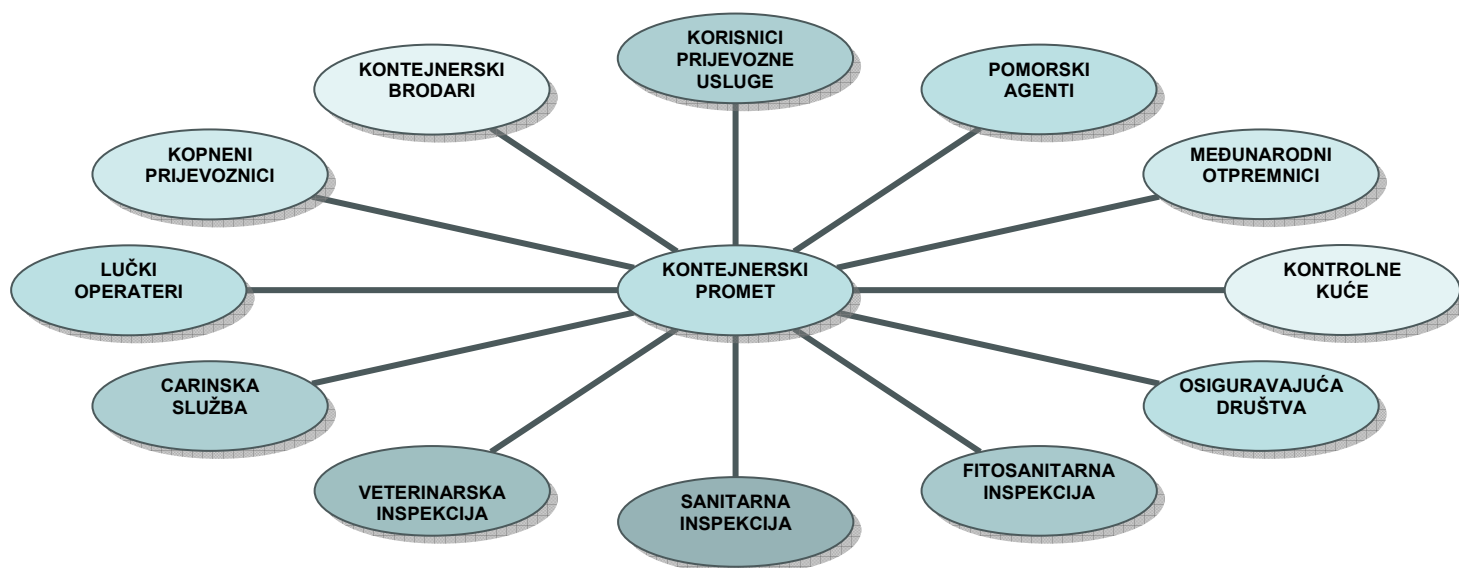 KORISNICI
PRIJEVOZNE
USLUGE
KONTEJNERSKI
BRODARI
POMORSKI
AGENTI
KOPNENI
PRIJEVOZNICI
MEĐUNARODNI
OTPREMNICI
LUČKI
OPERATERI
KONTEJNERSKI
PROMET
KONTROLNE
KUĆE
CARINSKA
SLUŽBA
OSIGURAVAJUĆA
DRUŠTVA
VETERINARSKA
INSPEKCIJA
SANITARNA
INSPEKCIJA
FITOSANITARNA
INSPEKCIJA